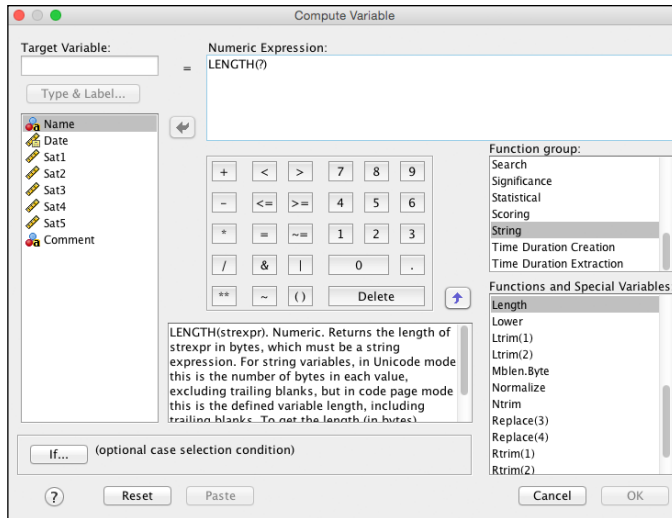 Compute Variable
Target Variable:
Numeric Expression:
=
LENGTH(?)
Type & Label...
Name
Date
Sat1
Sat2
Sat3
Sat4
Sat5
Comment
+ < > 7 8 9
- <= >= 4 5 6
* = ~= 1 2 3
/ & | 0 .
** ~ () Delete
Function group:
Search
Significance
Statistical
Scoring
String
Time Duration Creation
Time Duration Extraction
Functions and Special Variables
Length
Lower
Ltrim(1)
Ltrim(2)
Mblen.Byte
Normalize
Ntrim
Replace(3)
Replace(4)
Rtrim(1)
Rtrim(2)
LENGTH(strexpr). Numeric. Returns the length of
strexpr in bytes, which must be a string
expression. For string variables, in Unicode mode
this is the number of bytes in each value,
excluding trailing blanks, but in code page mode
this is the defined variable length, including
trailing blanks. To get the length (in bytes)
If... (optional case selection condition)
? Reset Paste Cancel OK